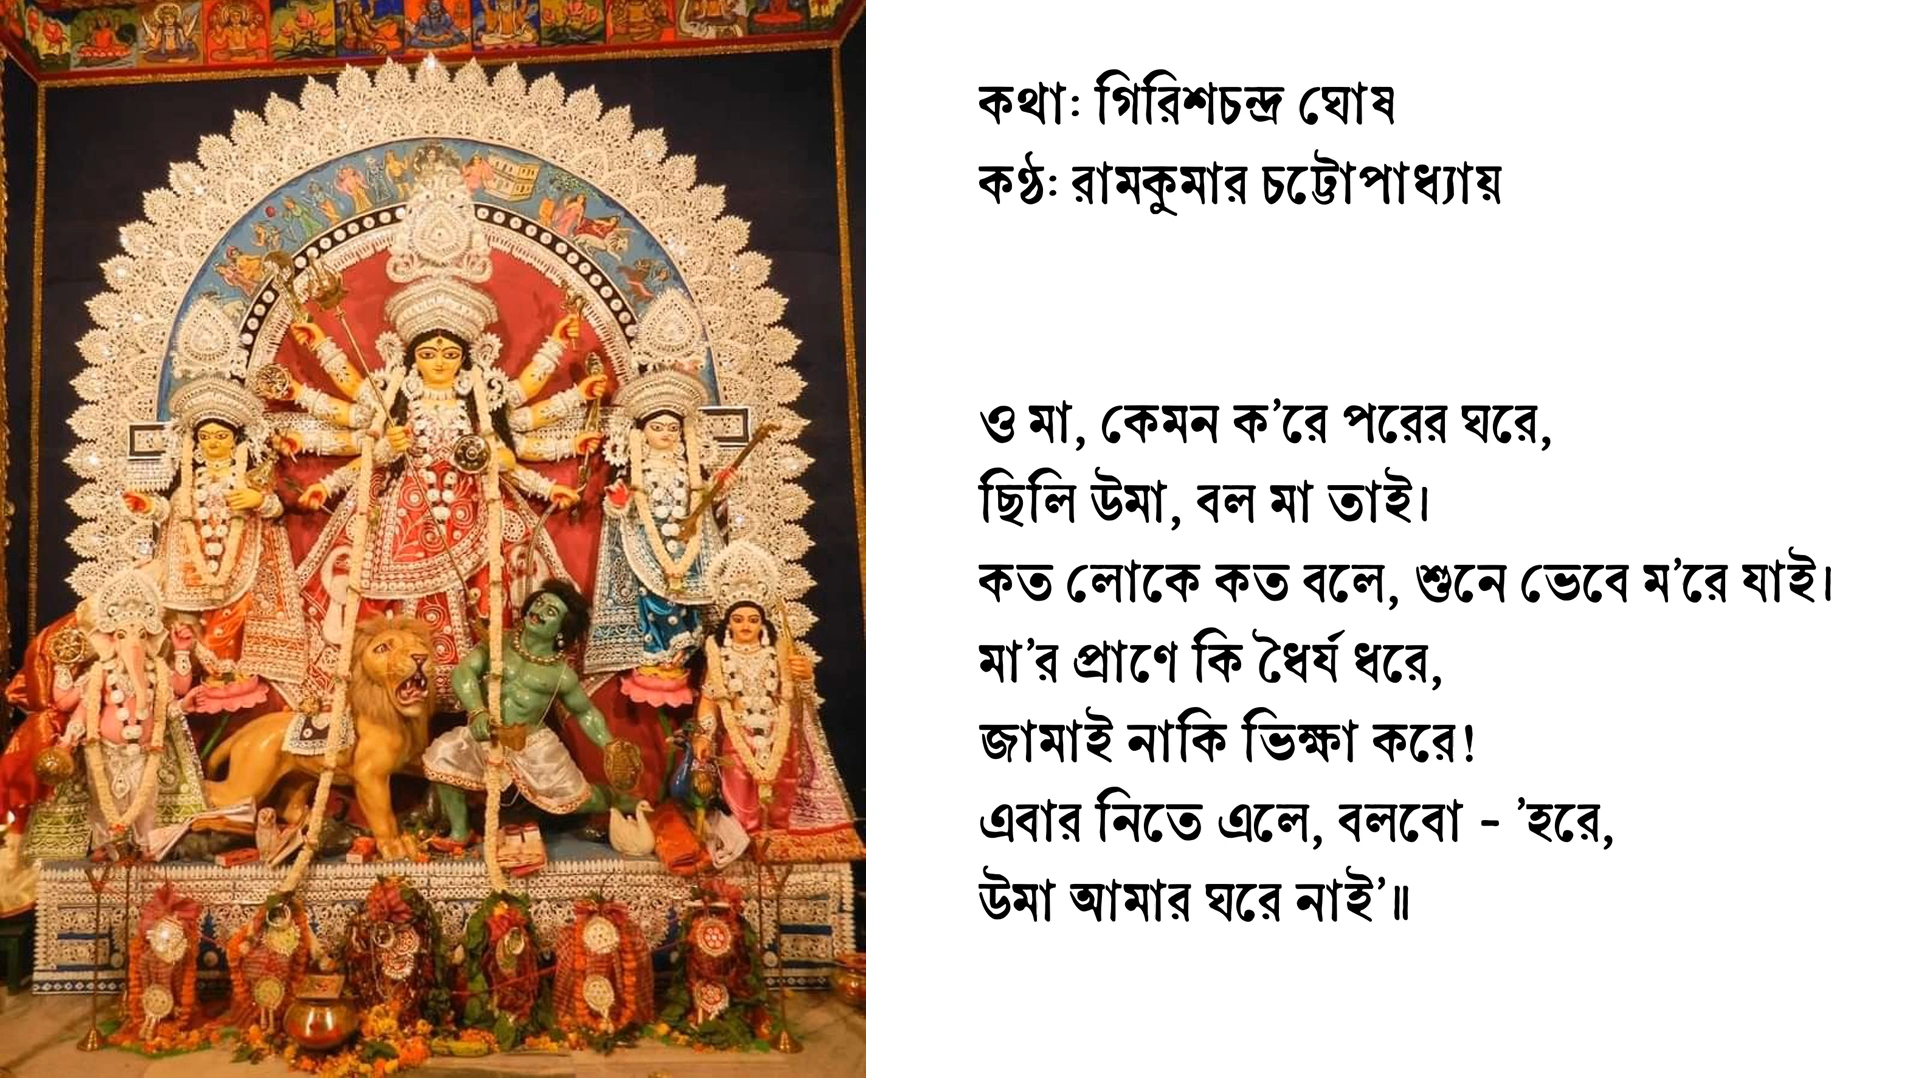 কথা: গিরিশচন্দ্র ঘোষ
কণ্ঠ: রামকুমার চট্টোপাধ্যায়
ও মা, কেমন ক'রে পরের ঘরে,
ছিলি উমা, বল মা তাই।
কত লোকে কত বলে, শুনে ভেবে ম'রে যাই।
মা'র প্রাণে কি ধৈর্য ধরে,
জামাই নাকি ভিক্ষা করে!
এবার নিতে এলে, বলবো - 'হরে,
উমা আমার ঘরে নাই'॥